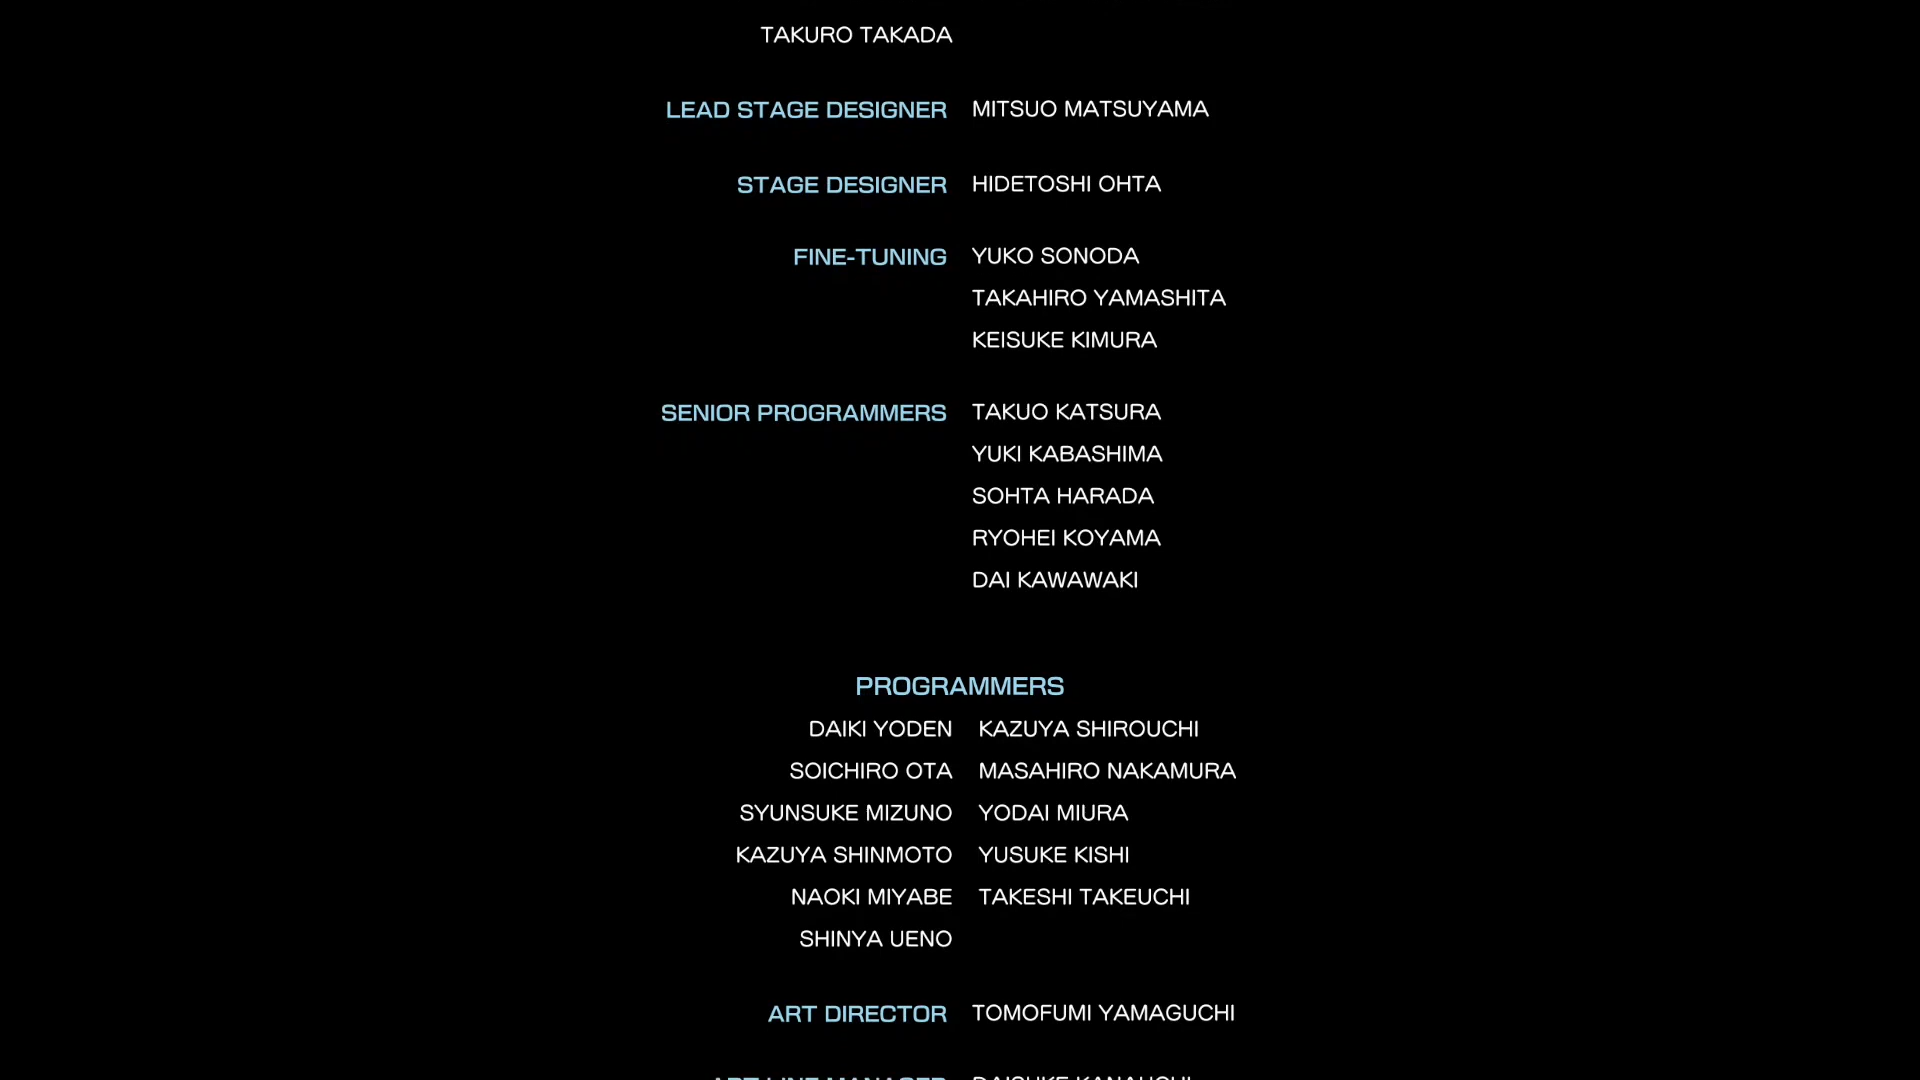 TAKURO TAKADA
LEAD STAGE DESIGNER MITSUO MATSUYAMA
STAGE DESIGNER HIDETOSHI OHTA
FINE-TUNING YUKO SONODA
TAKAHIRO YAMASHITA
KEISUKE KIMURA
SENIOR PROGRAMMERS TAKUO KATSURA
YUKI KABASHIMA
SOHTA HARADA
RYOHEI KOYAMA
DAI KAWAWAKI
PROGRAMMERS
DAIKI YODEN KAZUYA SHIROUCHI
SOICHIRO OTA MASAHIRO NAKAMURA
SYUNSUKE MIZUNO YODAI MIURA
KAZUYA SHINMOTO YUSUKE KISHI
NAOKI MIYABE TAKESHI TAKEUCHI
SHINYA UENO
ART DIRECTOR TOMOFUMI YAMAGUCHI